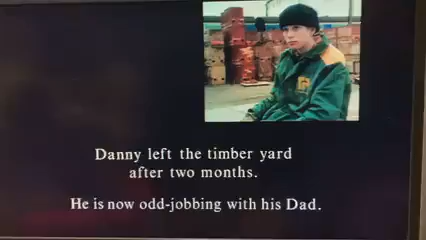 Danny left the timber yard
after two months.
He is now odd-jobbing with his Dad.